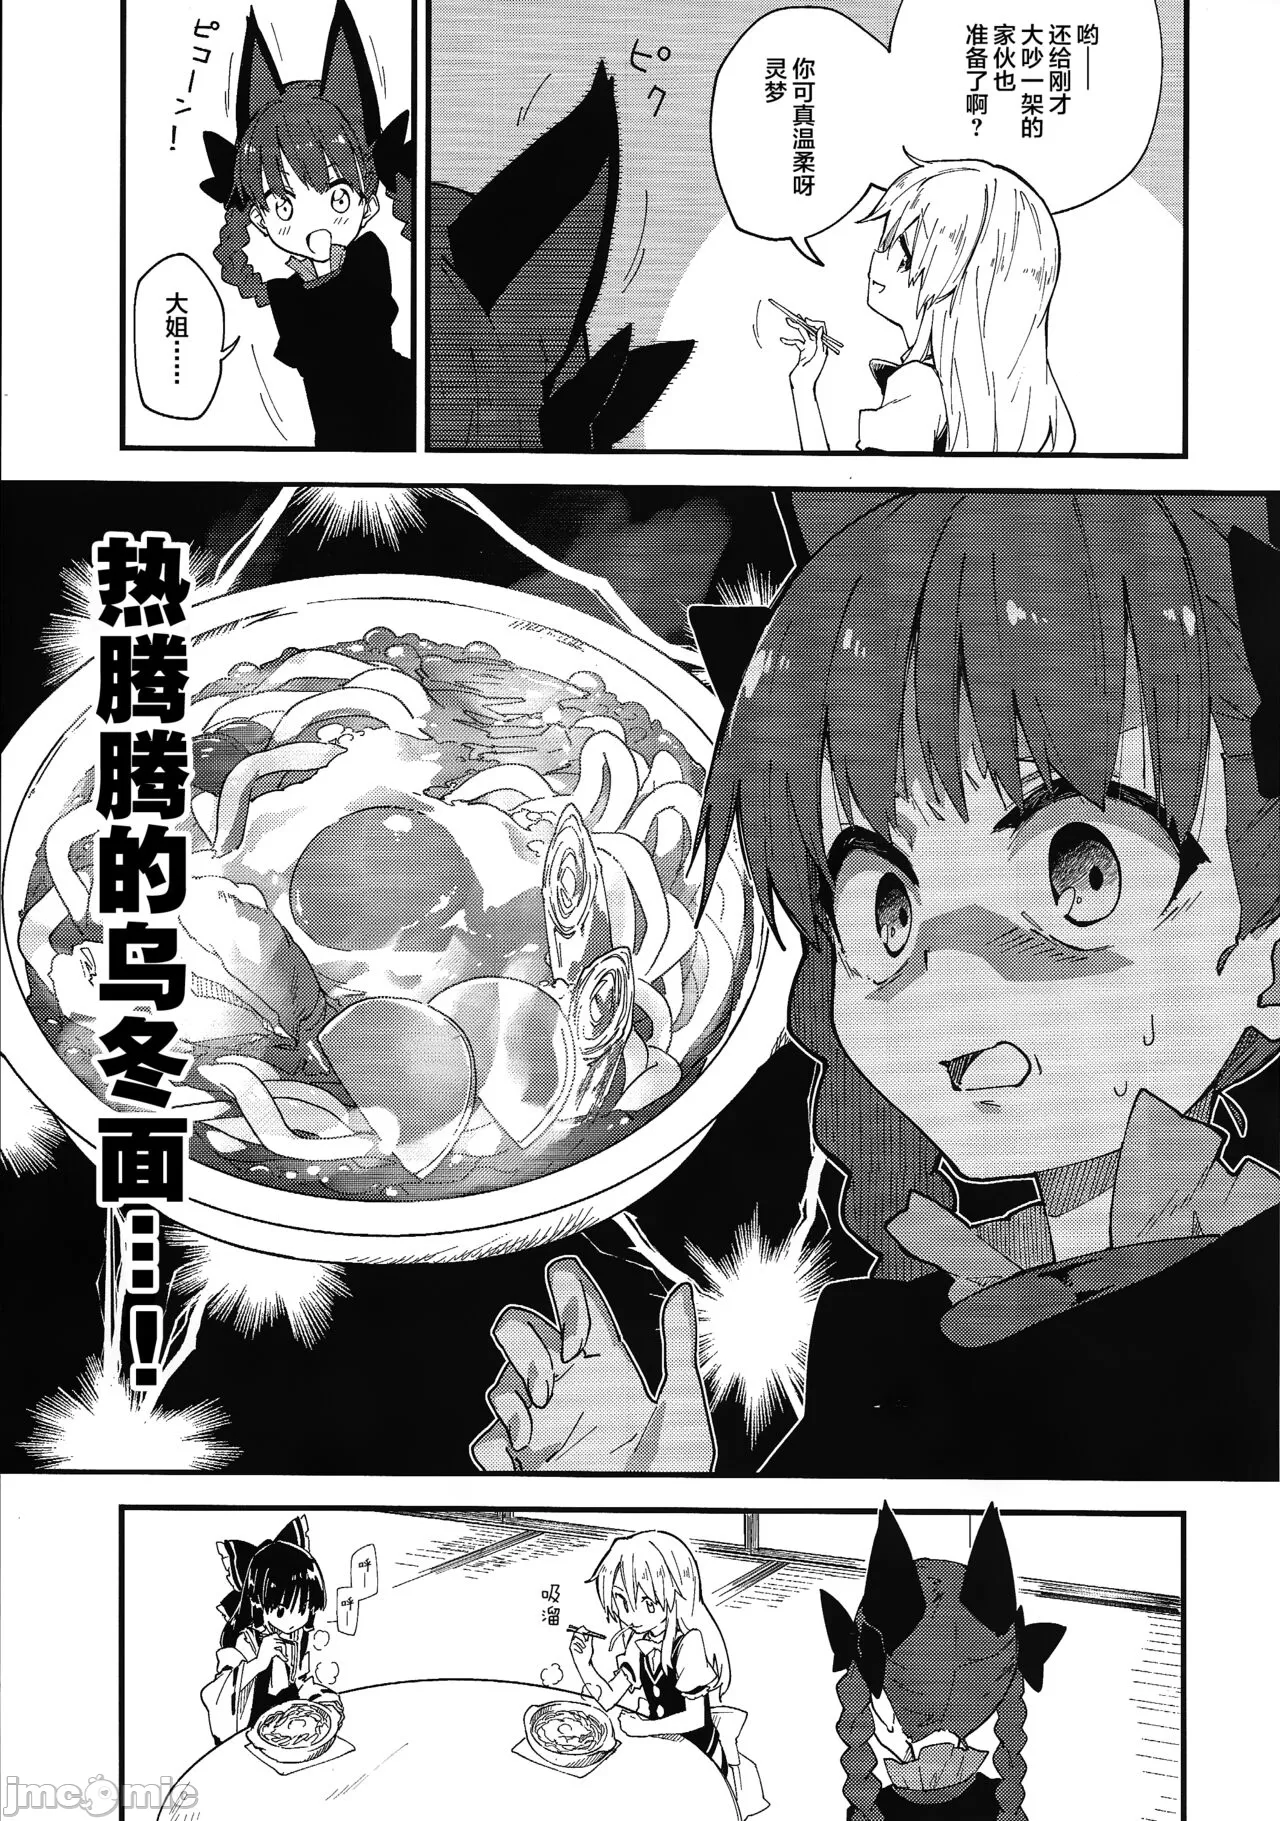 哟——
还给刚才
大吵一架的
家伙也
准备了啊？
你可真温柔呀
灵梦
ピク
ピコーン！
大姐……
热腾腾的乌冬面……！
吸溜
呼
呼
jmcomic